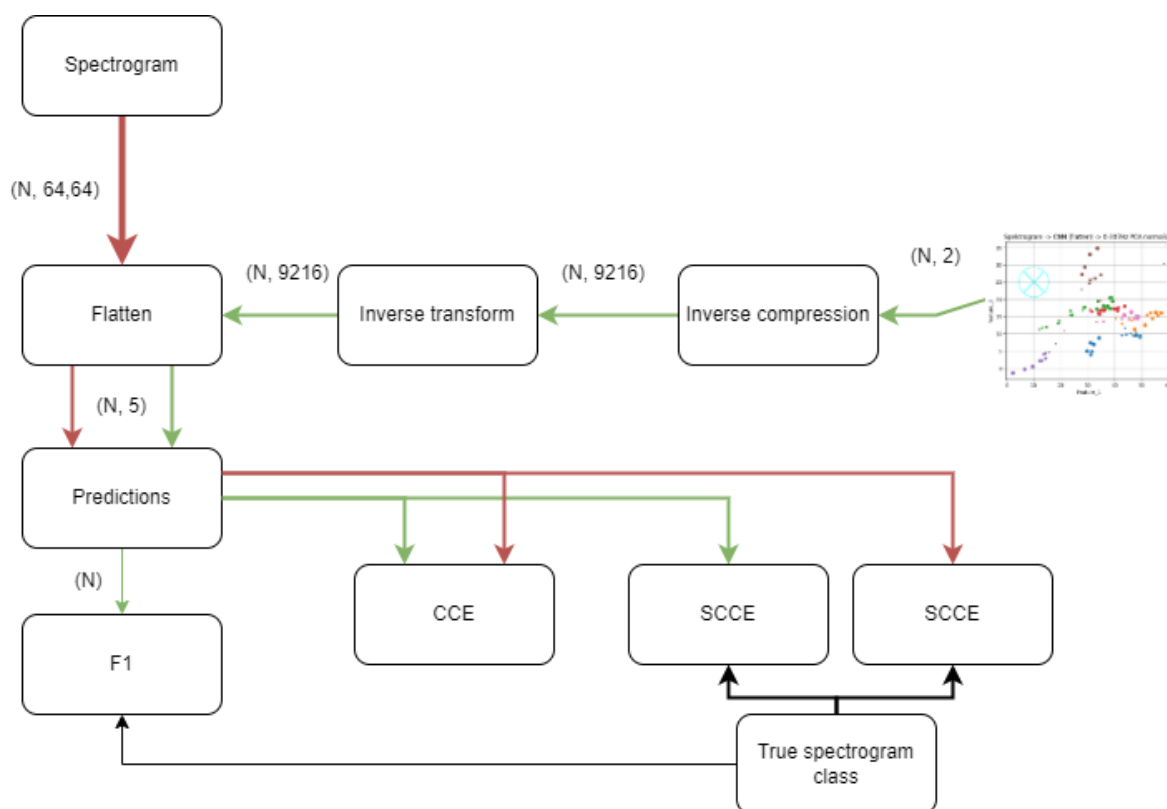 Spectrogram
(N, 64,64)
(N, 9216)
(N, 9216)
(N, 2)
Flatten
Inverse transform
Inverse compression
(N, 5)
Predictions
(N)
CCE
SCCE
SCCE
F1
True spectrogram
class